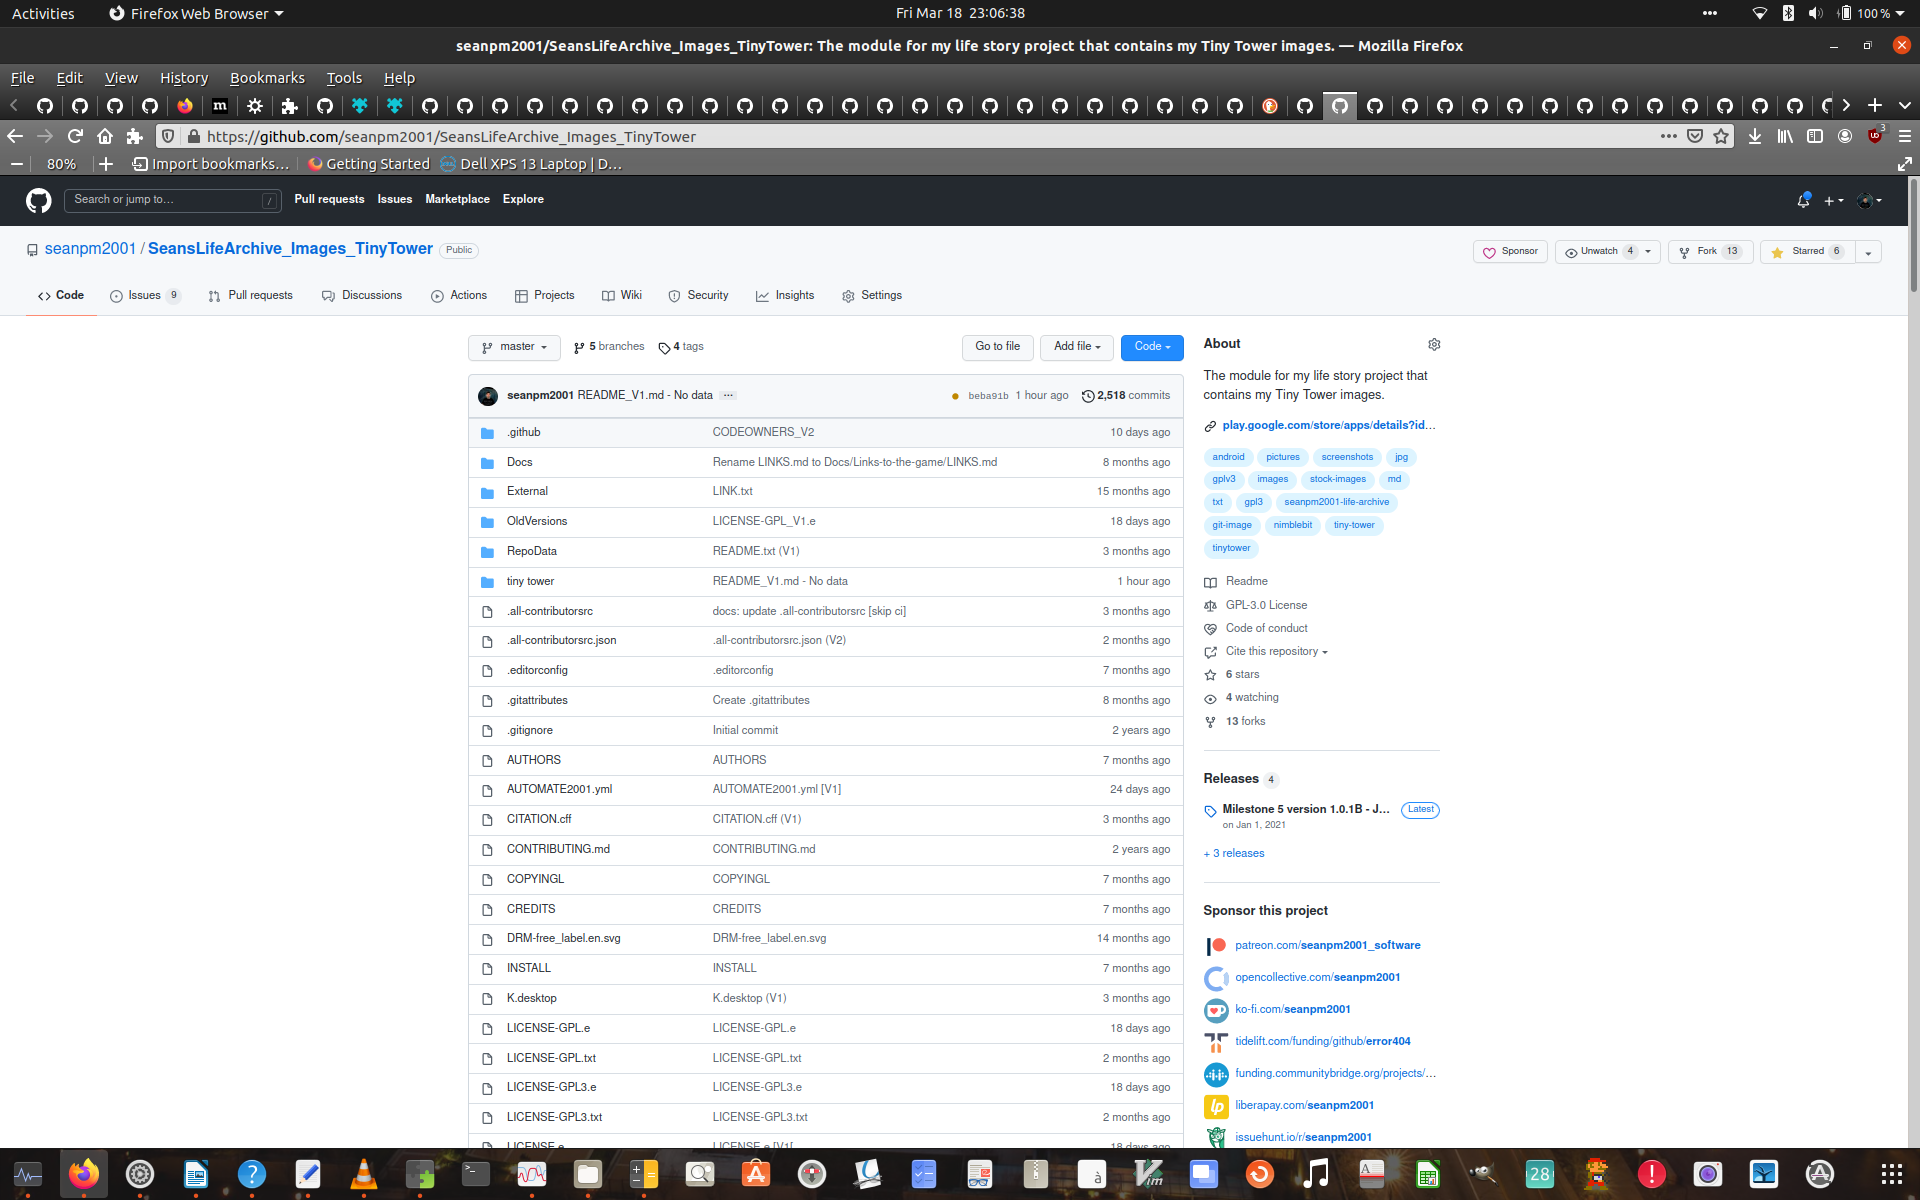 Activities
Firefox Web Browser
Fri Mar 18 23:06:38
100 %
seanpm2001/SeansLifeArchive_Images_TinyTower: The module for my life story project that contains my Tiny Tower images. — Mozilla Firefox
File Edit View History Bookmarks Tools Help
https://github.com/seanpm2001/SeansLifeArchive_Images_TinyTower
3
80%
Import bookmarks...
Getting Started
Dell XPS 13 Laptop | D...
Search or jump to...
/
Pull requests Issues Marketplace Explore
seanpm2001 / SeansLifeArchive_Images_TinyTower Public
Sponsor
Unwatch 4
Fork 13
Starred 6
Code
Issues 9
Pull requests
Discussions
Actions
Projects
Wiki
Security
Insights
Settings
master
5 branches
4 tags
Go to file
Add file
Code
seanpm2001 README_V1.md - No data ...
beba91b 1 hour ago
2,518 commits
.github CODEOWNERS_V2 10 days ago
Docs Rename LINKS.md to Docs/Links-to-the-game/LINKS.md 8 months ago
External LINK.txt 15 months ago
OldVersions LICENSE-GPL_V1.e 18 days ago
RepoData README.txt (V1) 3 months ago
tiny tower README_V1.md - No data 1 hour ago
.all-contributorsrc docs: update .all-contributorsrc [skip ci] 3 months ago
.all-contributorsrc.json .all-contributorsrc.json (V2) 2 months ago
.editorconfig .editorconfig 7 months ago
.gitattributes Create .gitattributes 8 months ago
.gitignore Initial commit 2 years ago
AUTHORS AUTHORS 7 months ago
AUTOMATE2001.yml AUTOMATE2001.yml [V1] 24 days ago
CITATION.cff CITATION.cff (V1) 3 months ago
CONTRIBUTING.md CONTRIBUTING.md 2 years ago
COPYINGL COPYINGL 7 months ago
CREDITS CREDITS 7 months ago
DRM-free_label.en.svg DRM-free_label.en.svg 14 months ago
INSTALL INSTALL 7 months ago
K.desktop K.desktop (V1) 3 months ago
LICENSE-GPL.e LICENSE-GPL.e 18 days ago
LICENSE-GPL.txt LICENSE-GPL.txt 2 months ago
LICENSE-GPL3.e LICENSE-GPL3.e 18 days ago
LICENSE-GPL3.txt LICENSE-GPL3.txt 2 months ago
LICENSE.e LICENSE.e [V1[ 18 days ago
About
The module for my life story project that
contains my Tiny Tower images.
play.google.com/store/apps/details?id...
android pictures screenshots jpg
gplv3 images stock-images md
txt gpl3 seanpm2001-life-archive
git-image nimblebit tiny-tower
tinytower
Readme
GPL-3.0 License
Code of conduct
Cite this repository
6 stars
4 watching
13 forks
Releases 4
Milestone 5 version 1.0.1B - J... Latest
on Jan 1, 2021
+ 3 releases
Sponsor this project
patreon.com/seanpm2001_software
opencollective.com/seanpm2001
ko-fi.com/seanpm2001
tidelift.com/funding/github/error404
funding.communitybridge.org/projects/...
liberapay.com/seanpm2001
issuehunt.io/r/seanpm2001
28